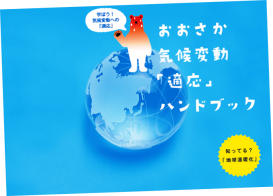 学ぼう！
気候変動への
「適応」
おおさか
気候変動
「適応」
ハンドブック
知ってる？
「地球温暖化」